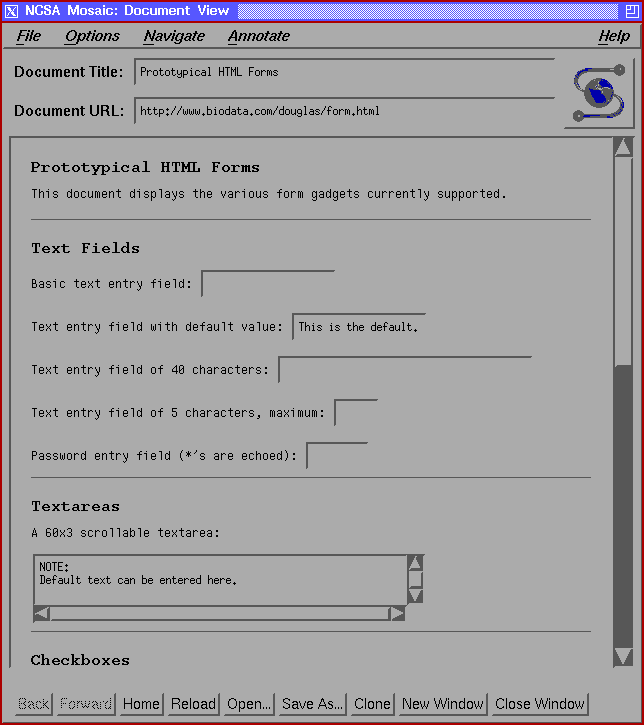 NCSA Mosaic: Document View
File Options Navigate Annotate Help
Document Title: Prototypical HTML Forms
Document URL: http://www.biodata.com/douglas/form.html
Prototypical HTML Forms
This document displays the various form gadgets currently supported.
Text Fields
Basic text entry field:
Text entry field with default value: This is the default.
Text entry field of 40 characters:
Text entry field of 5 characters, maximum:
Password entry field (*'s are echoed):
Textareas
A 60x3 scrollable textarea:
NOTE:
Default text can be entered here.
Checkboxes
Back Forward Home Reload Open... Save As... Clone New Window Close Window